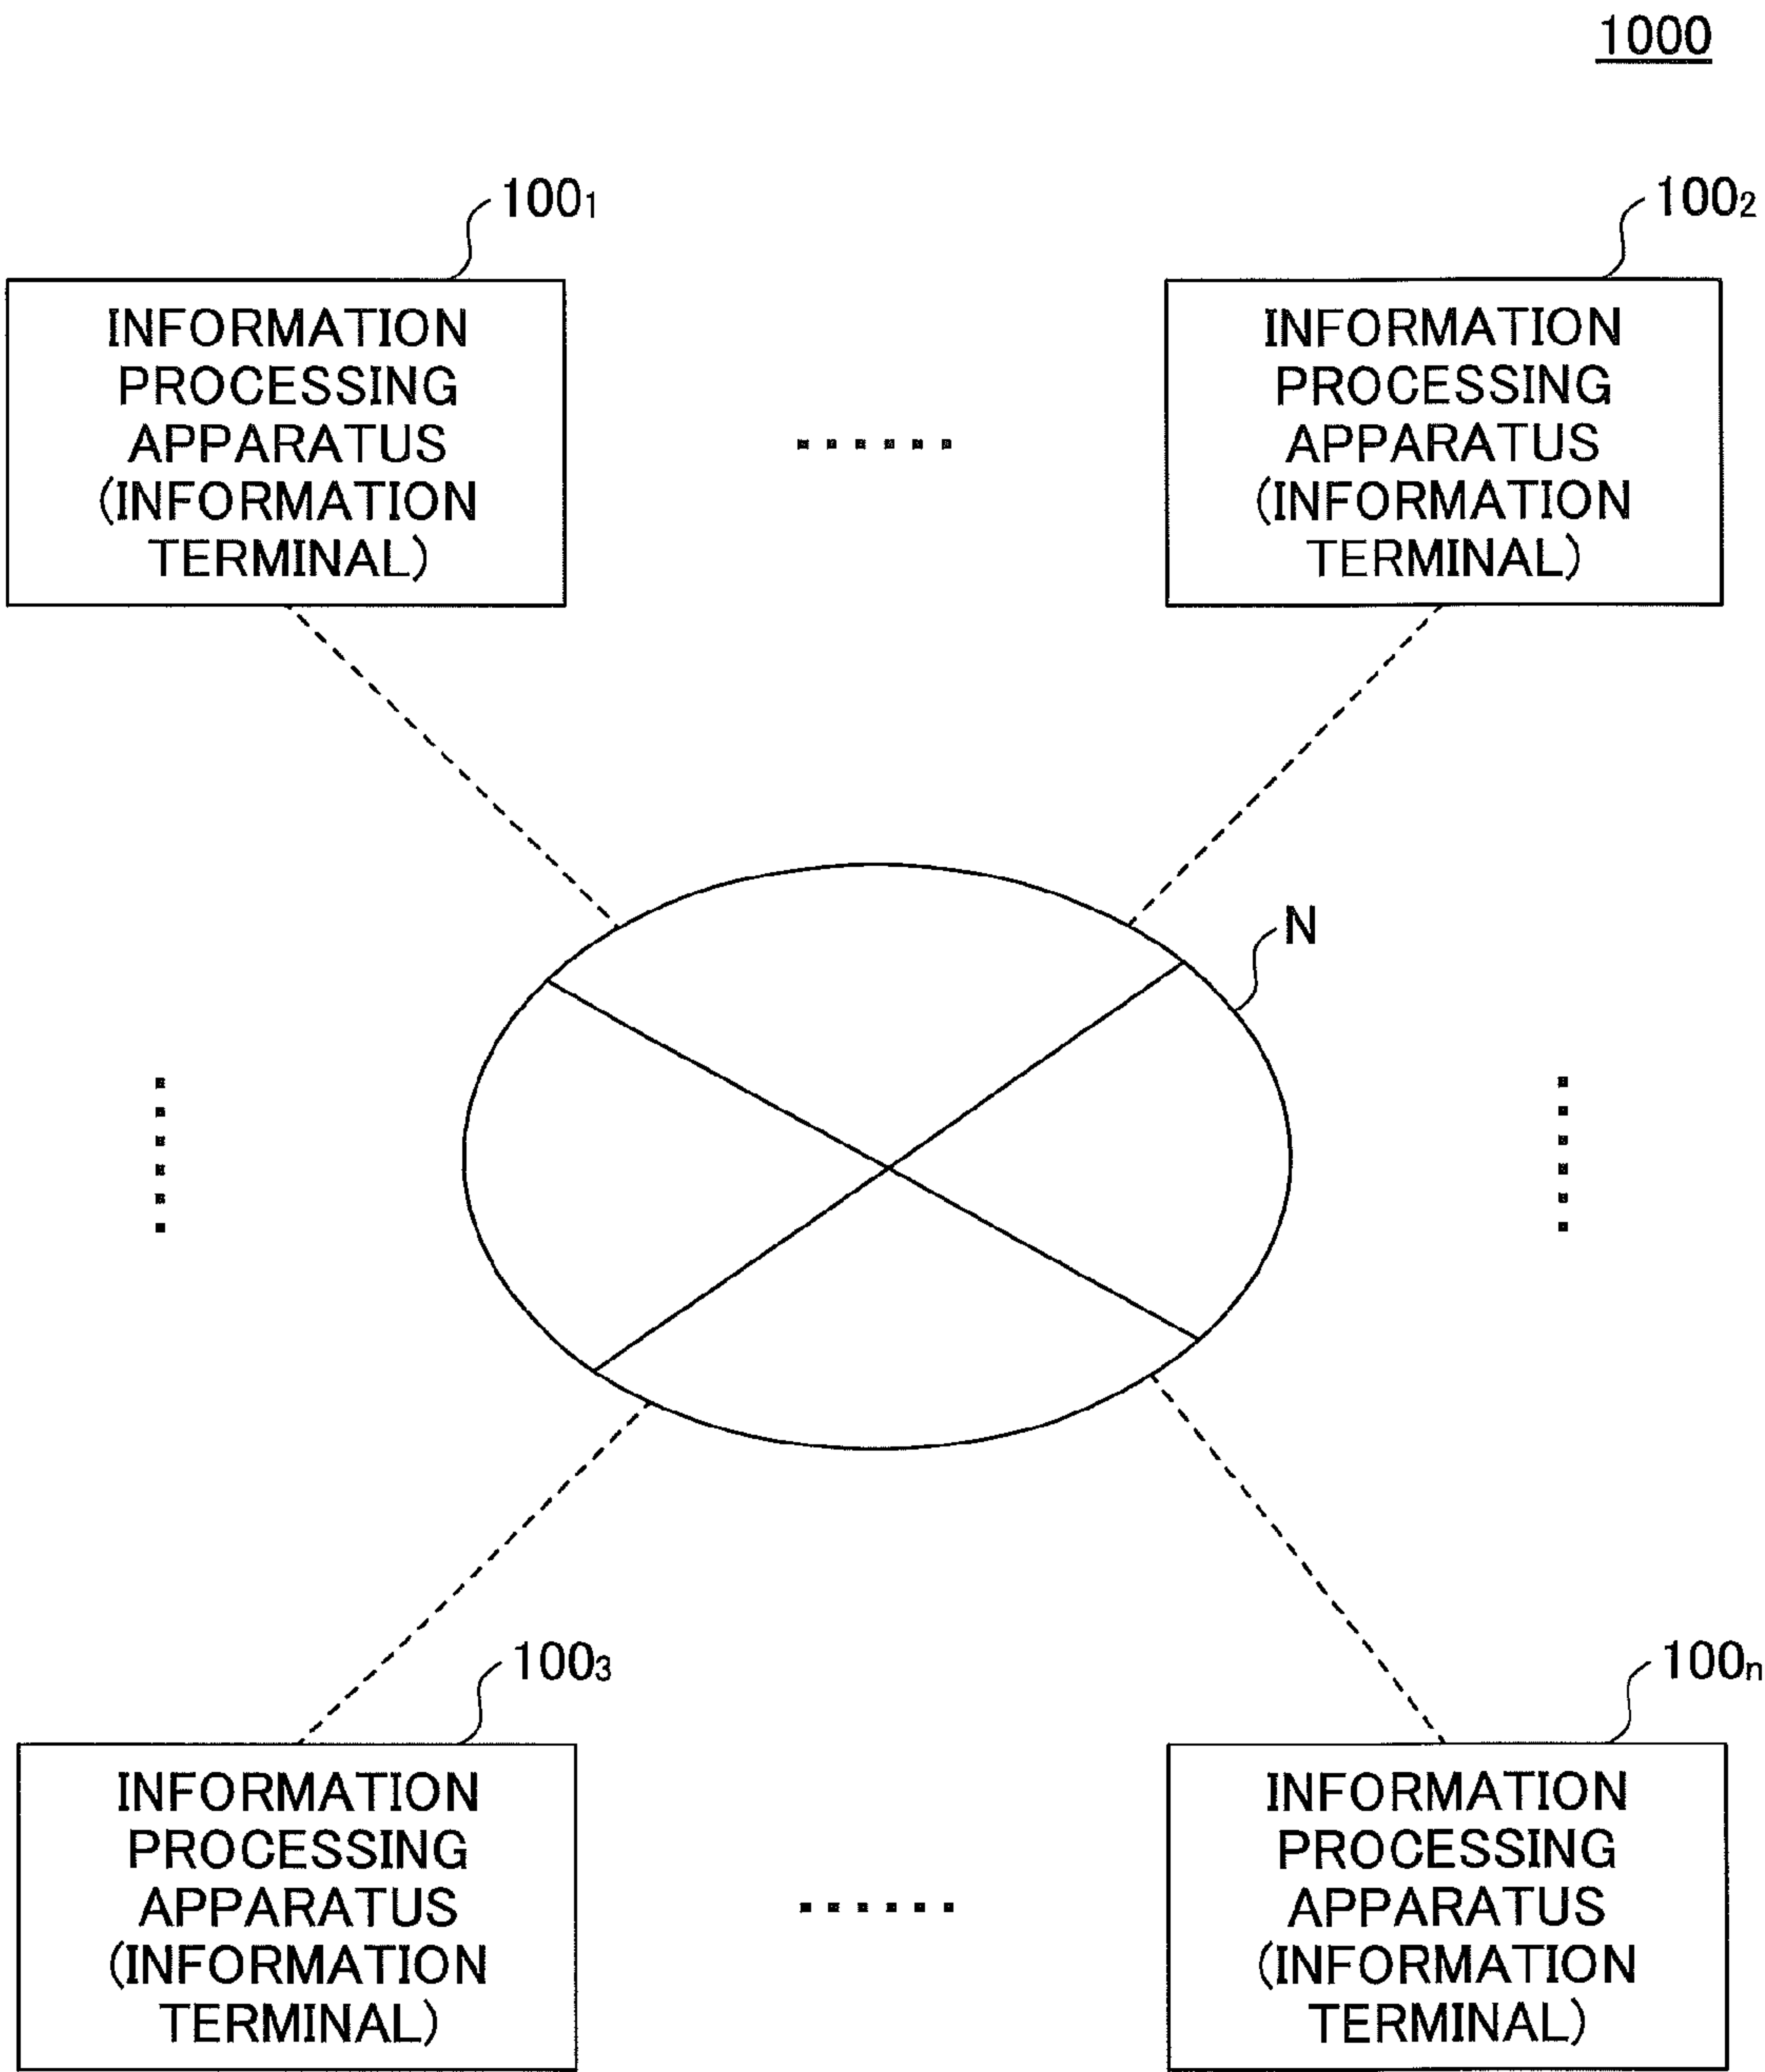 1000
100₁
100₂
INFORMATION
PROCESSING
APPARATUS
(INFORMATION
TERMINAL)
INFORMATION
PROCESSING
APPARATUS
(INFORMATION
TERMINAL)
N
100₃
100ₙ
INFORMATION
PROCESSING
APPARATUS
(INFORMATION
TERMINAL)
INFORMATION
PROCESSING
APPARATUS
(INFORMATION
TERMINAL)